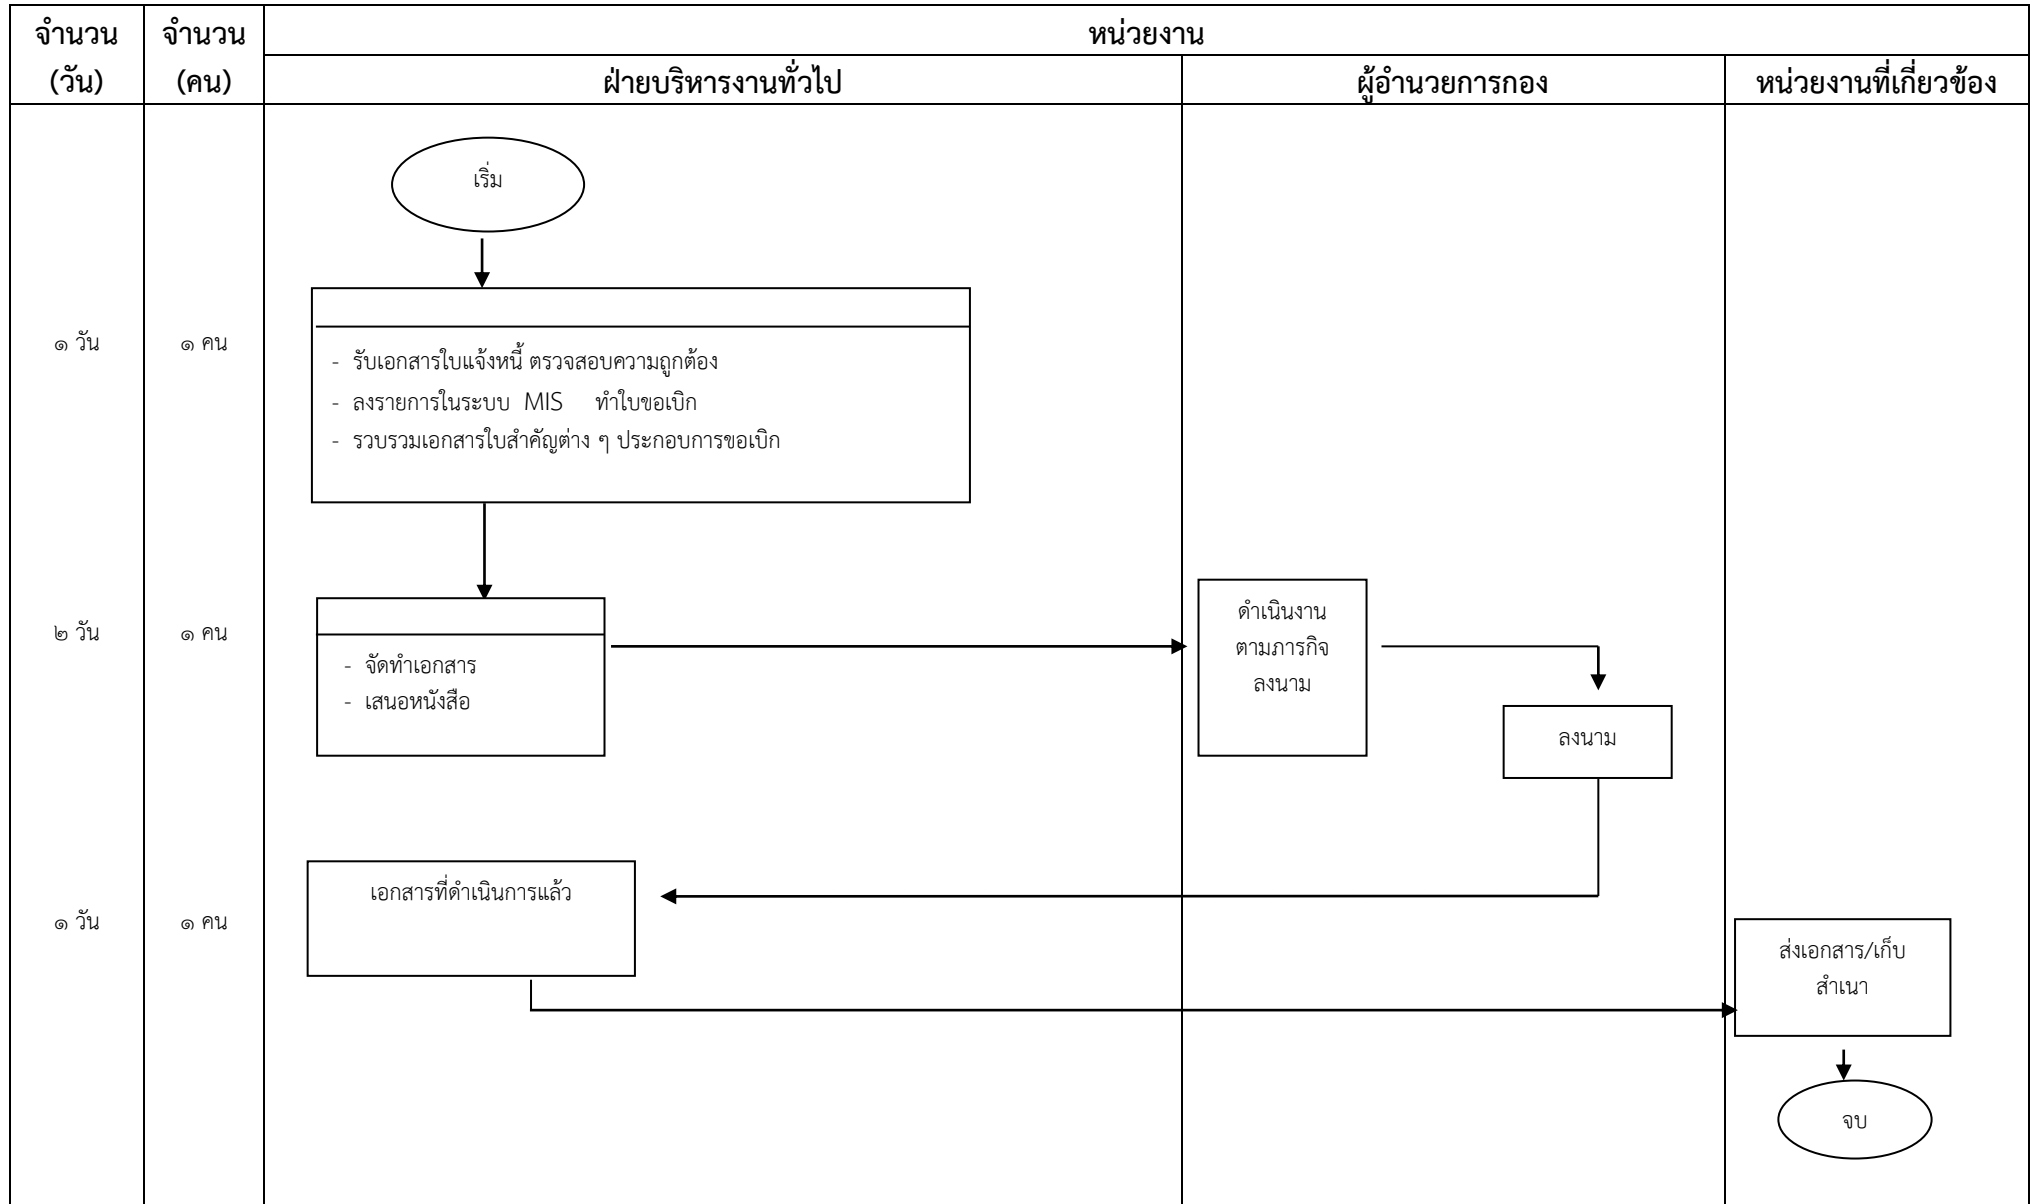 จำนวน
(วัน)
จำนวน
(คน)
หน่วยงาน
ฝ่ายบริหารงานทั่วไป
ผู้อำนวยการกอง
หน่วยงานที่เกี่ยวข้อง
เริ่ม
๑ วัน
๑ คน
- รับเอกสารใบแจ้งหนี้ ตรวจสอบความถูกต้อง
- ลงรายการในระบบ MIS ทำใบขอเบิก
- รวบรวมเอกสารใบสำคัญต่าง ๆ ประกอบการขอเบิก
๒ วัน
๑ คน
- จัดทำเอกสาร
- เสนอหนังสือ
ดำเนินงาน
ตามภารกิจ
ลงนาม
ลงนาม
๑ วัน
๑ คน
เอกสารที่ดำเนินการแล้ว
ส่งเอกสาร/เก็บ
สำเนา
จบ